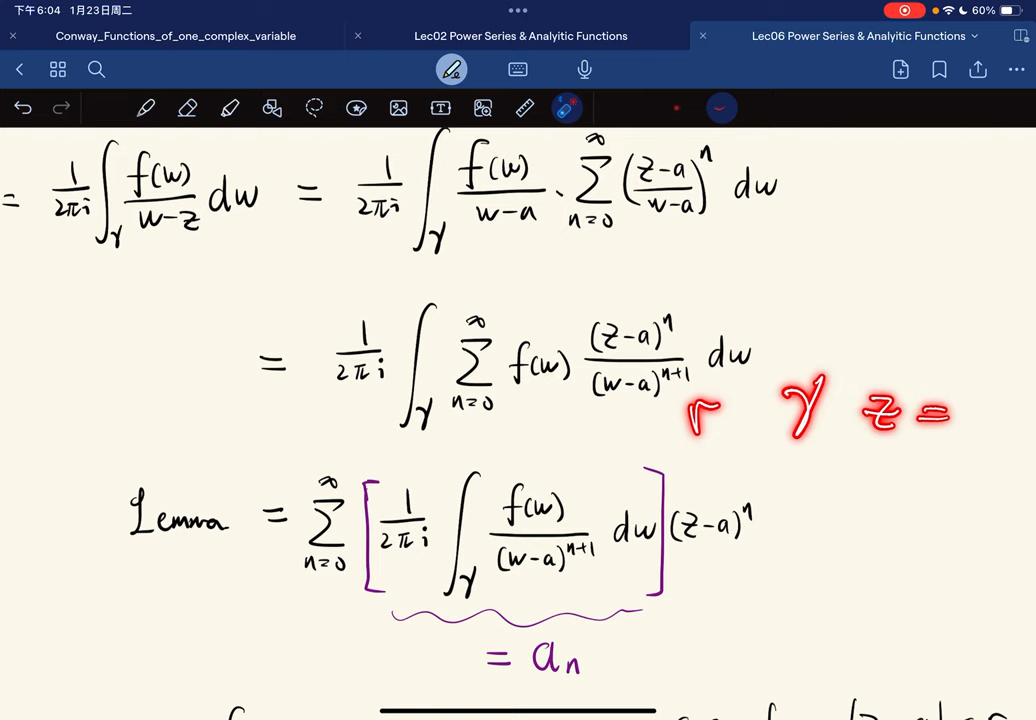 下午6:04 1月23日周二 60%
Conway_Functions_of_one_complex_variable Lec02 Power Series & Analyitic Functions Lec06 Power Series & Analyitic Functions
= 1/(2πi) ∫_γ f(w)/(w-z) dw = 1/(2πi) ∫_γ f(w)/(w-a) · ∑_{n=0}^∞ ((z-a)/(w-a))^n dw
= 1/(2πi) ∫_γ ∑_{n=0}^∞ f(w) (z-a)^n/(w-a)^{n+1} dw
r γ z =
Lemma = ∑_{n=0}^∞ [1/(2πi) ∫_γ f(w)/(w-a)^{n+1} dw] (z-a)^n
= a_n